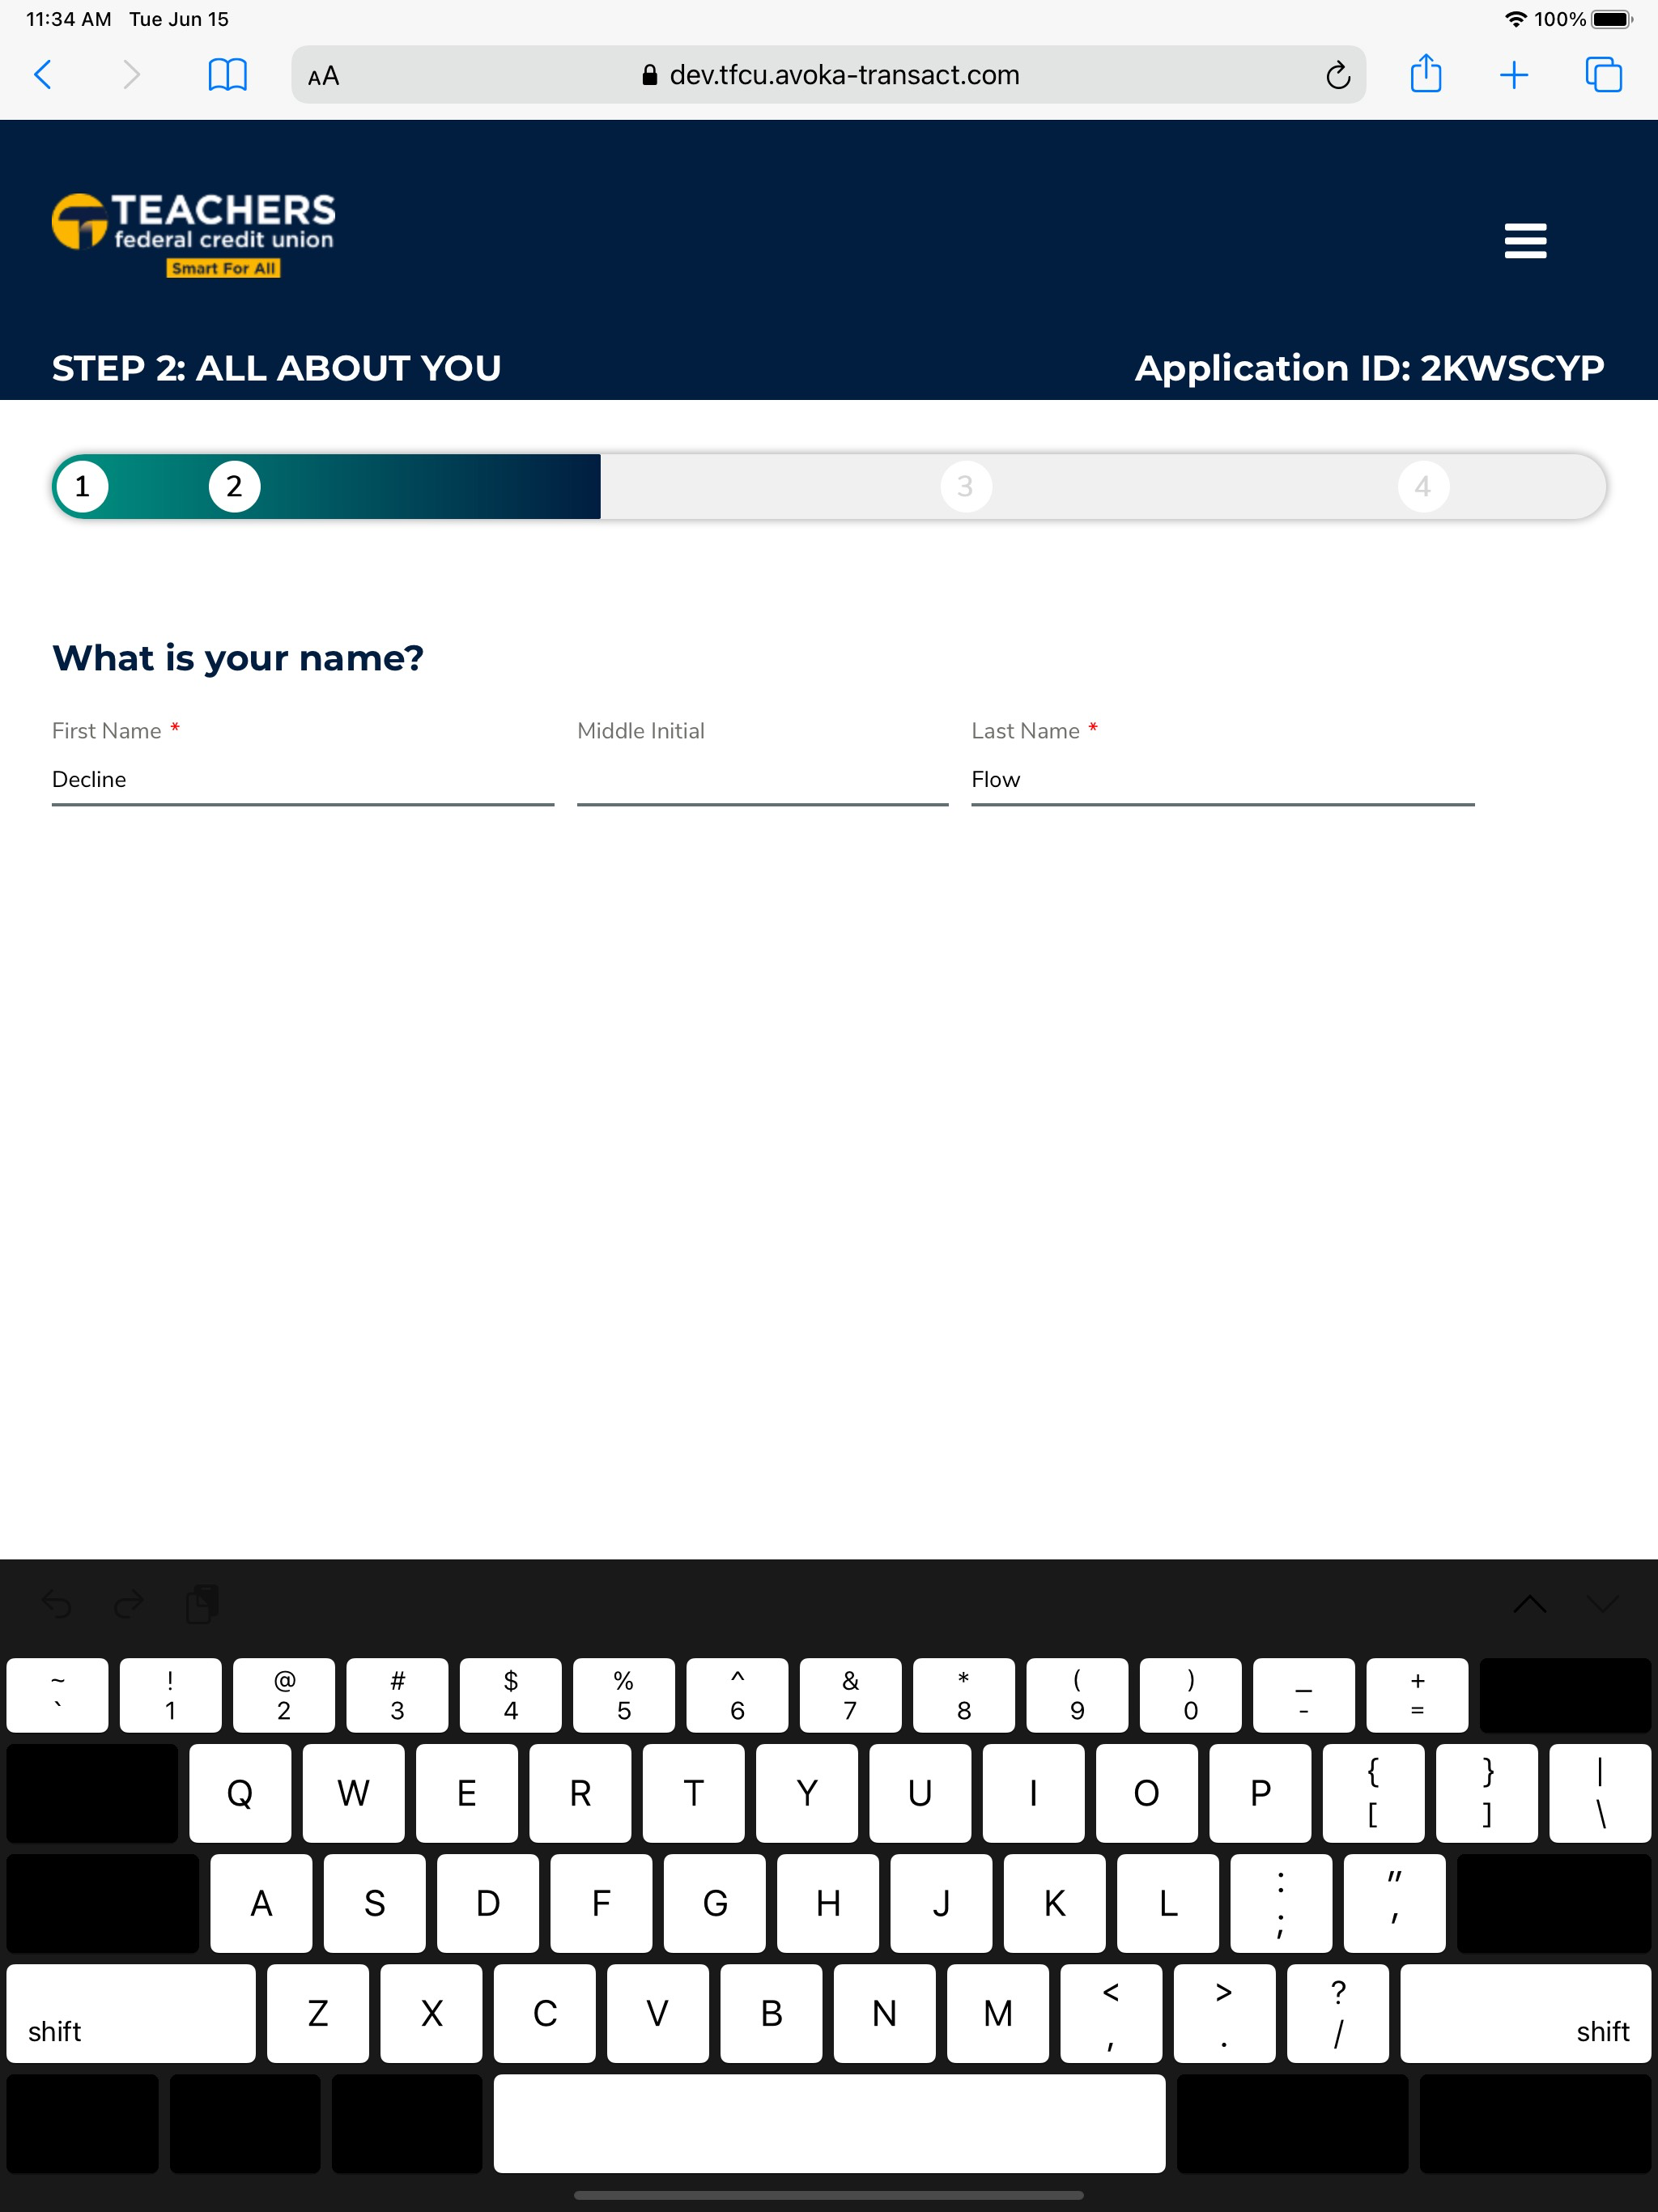 11:34 AM Tue Jun 15 100%
AA dev.tfcu.avoka-transact.com
TEACHERS
federal credit union
Smart For All
STEP 2: ALL ABOUT YOU Application ID: 2KWSCYP
1 2 3 4
What is your name?
First Name * Middle Initial Last Name *
Decline Flow
~ ! @ # $ % ^ & * ( ) _ +
` 1 2 3 4 5 6 7 8 9 0 - =
Q W E R T Y U I O P { } |
[ ] \
A S D F G H J K L : "
; '
shift Z X C V B N M < > ? shift
, . /